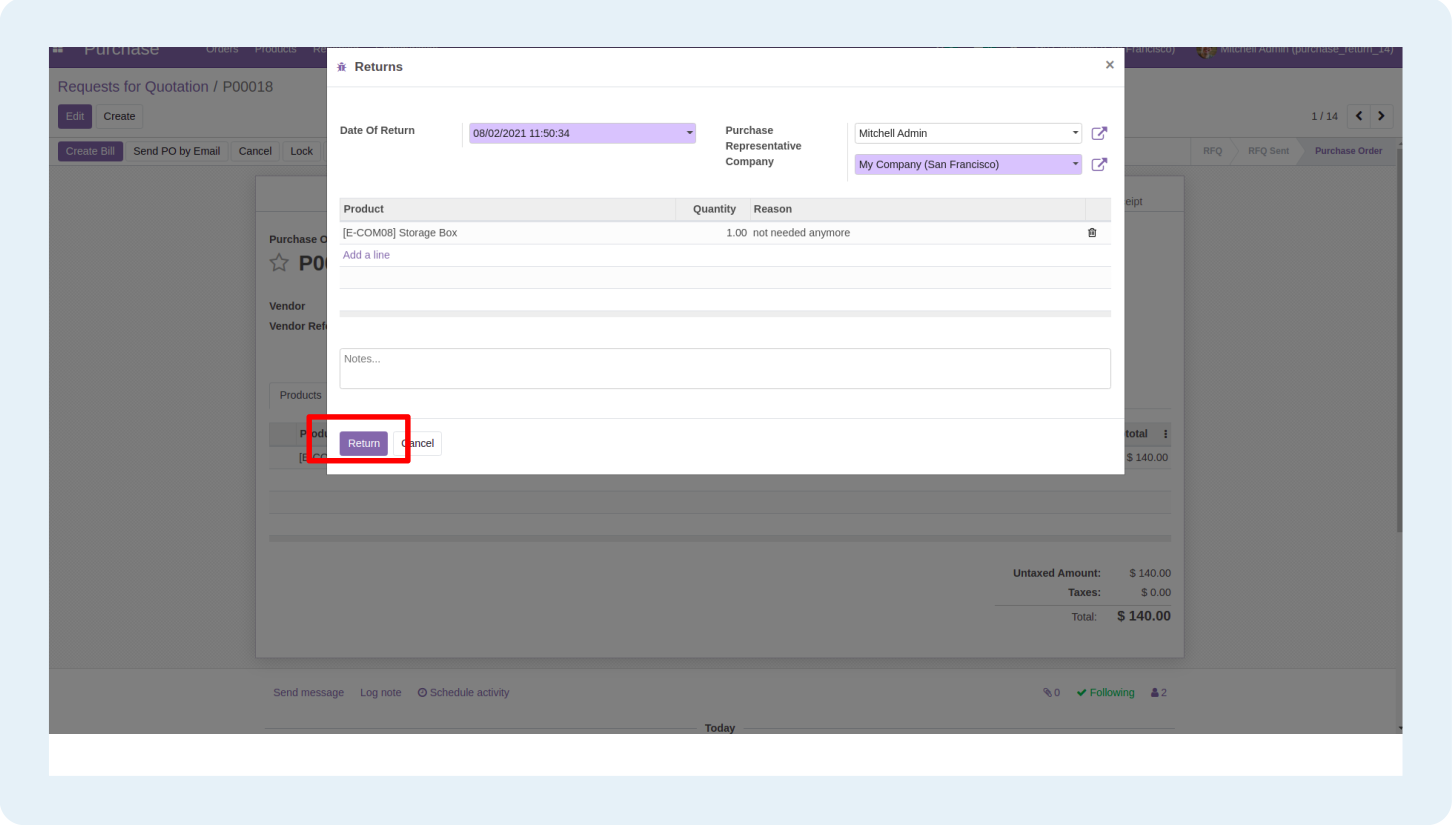 Purchase Orders Products Francisco) Mitchell Admin (purchase_return_14)
Returns ×
Requests for Quotation / P00018
Edit Create 1 / 14
Date Of Return 08/02/2021 11:50:34 Purchase Representative Mitchell Admin
Create Bill Send PO by Email Cancel Lock RFQ RFQ Sent Purchase Order
Company My Company (San Francisco)
Product Quantity Reason
[E-COM08] Storage Box 1.00 not needed anymore
Add a line
Purchase O
P00
Vendor
Vendor Refe
Notes...
Products
Return Cancel
Produ total
[E-CO $ 140.00
Untaxed Amount: $ 140.00
Taxes: $ 0.00
Total: $ 140.00
Send message Log note Schedule activity 0 Following 2
Today